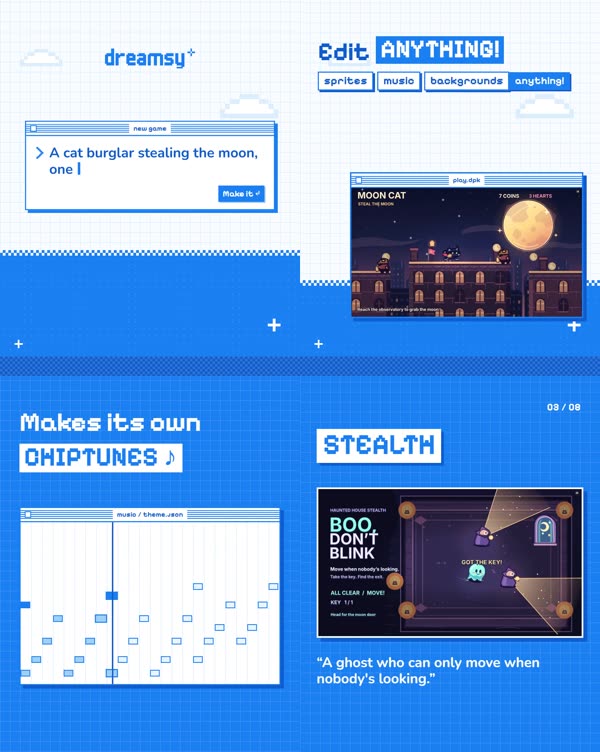 dreamsy
new game
A cat burglar stealing the moon,
one
Make it ↵
Edit ANYTHING!
sprites music backgrounds anything!
play.dpk
MOON CAT
STEAL THE MOON
7 COINS 3 HEARTS
Reach the observatory to grab the moon
Makes its own
CHIPTUNES ♪
music / theme.json
03 / 08
STEALTH
HAUNTED HOUSE STEALTH
BOO,
DON'T
BLINK
Move when nobody's looking.
Take the key. Find the exit.
ALL CLEAR / MOVE!
KEY 1/1
Head for the moon door
GOT THE KEY!
“A ghost who can only move when
nobody's looking.”